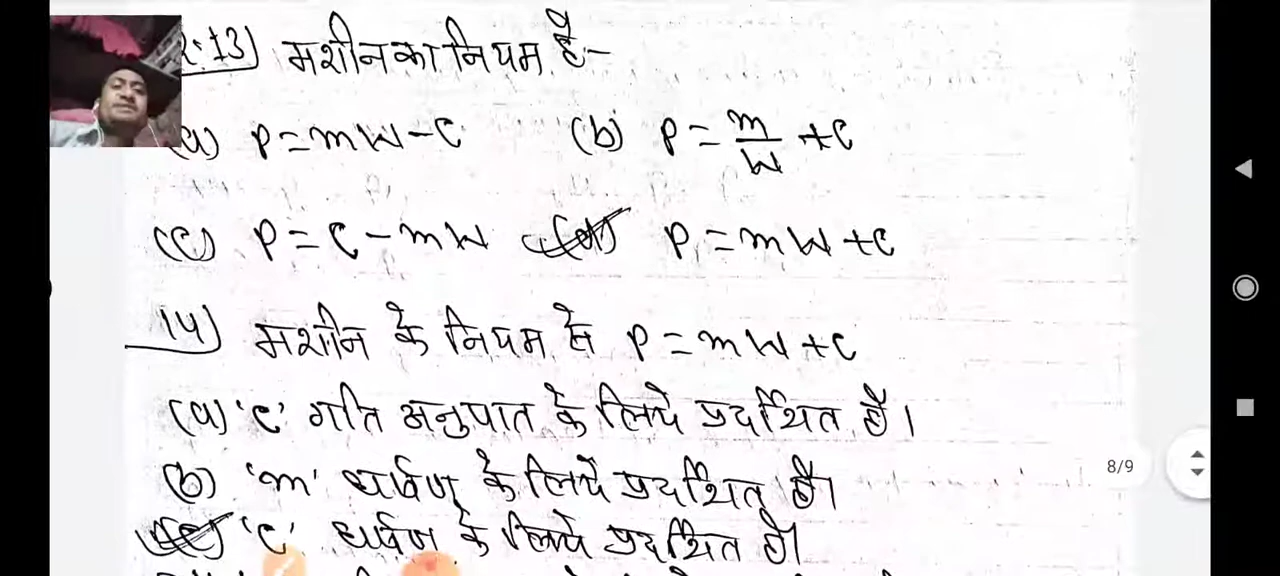 :13) मशीन का नियम है -
(a) P = mW - C (b) P = m/W + C
(c) P = C - mW (d) P = mW + C
14) मशीन के नियम में P = mW + C
(a) 'C' गति अनुपात के लिये प्रदर्शित है।
(b) 'm' घर्षण के लिये प्रदर्शित है।
(c) 'C' घर्षण के लिये प्रदर्शित है।
8/9